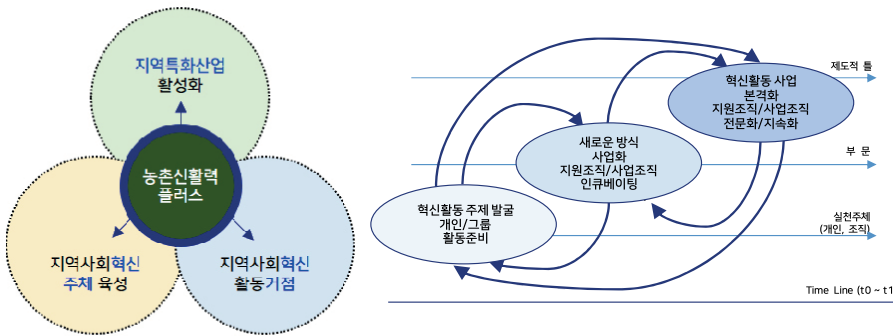 지역특화산업
활성화
농촌신활력
플러스
지역사회혁신
주체 육성
지역사회혁신
활동기점
제도적 틀
혁신활동 사업
본격화
지원조직/사업조직
전문화/지속화
새로운 방식
사업화
지원조직/사업조직
인큐베이팅
부 문
혁신활동 주제 발굴
개인/그룹
활동준비
실천주체
(개인, 조직)
Time Line (t0 ~ t1